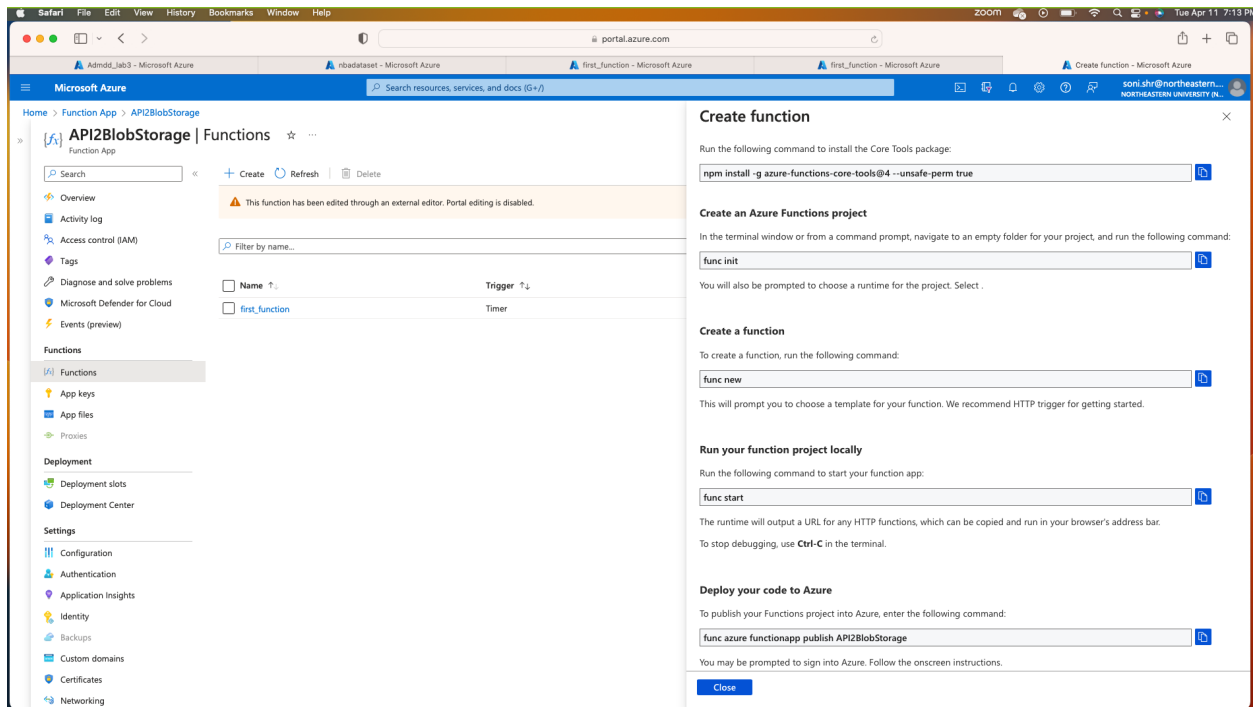 Safari File Edit View History Bookmarks Window Help
zoom Tue Apr 11 7:13 PM
portal.azure.com
Admdd_lab3 - Microsoft Azure
nbadataset - Microsoft Azure
first_function - Microsoft Azure
first_function - Microsoft Azure
Create function - Microsoft Azure
Microsoft Azure
Search resources, services, and docs (G+/)
soni.shr@northeastern....
NORTHEASTERN UNIVERSITY (N...
Home > Function App > API2BlobStorage
{fx} API2BlobStorage | Functions ☆ ...
Function App
Search
«
»
Overview
Activity log
Access control (IAM)
Tags
Diagnose and solve problems
Microsoft Defender for Cloud
Events (preview)
Functions
Functions
App keys
App files
Proxies
Deployment
Deployment slots
Deployment Center
Settings
Configuration
Authentication
Application Insights
Identity
Backups
Custom domains
Certificates
Networking
+ Create Refresh | Delete
This function has been edited through an external editor. Portal editing is disabled.
Filter by name...
Name ↑↓ Trigger ↑↓
first_function Timer
Create function
Run the following command to install the Core Tools package:
npm install -g azure-functions-core-tools@4 --unsafe-perm true
Create an Azure Functions project
In the terminal window or from a command prompt, navigate to an empty folder for your project, and run the following command:
func init
You will also be prompted to choose a runtime for the project. Select .
Create a function
To create a function, run the following command:
func new
This will prompt you to choose a template for your function. We recommend HTTP trigger for getting started.
Run your function project locally
Run the following command to start your function app:
func start
The runtime will output a URL for any HTTP functions, which can be copied and run in your browser's address bar.
To stop debugging, use Ctrl-C in the terminal.
Deploy your code to Azure
To publish your Functions project into Azure, enter the following command:
func azure functionapp publish API2BlobStorage
You may be prompted to sign into Azure. Follow the onscreen instructions.
Close